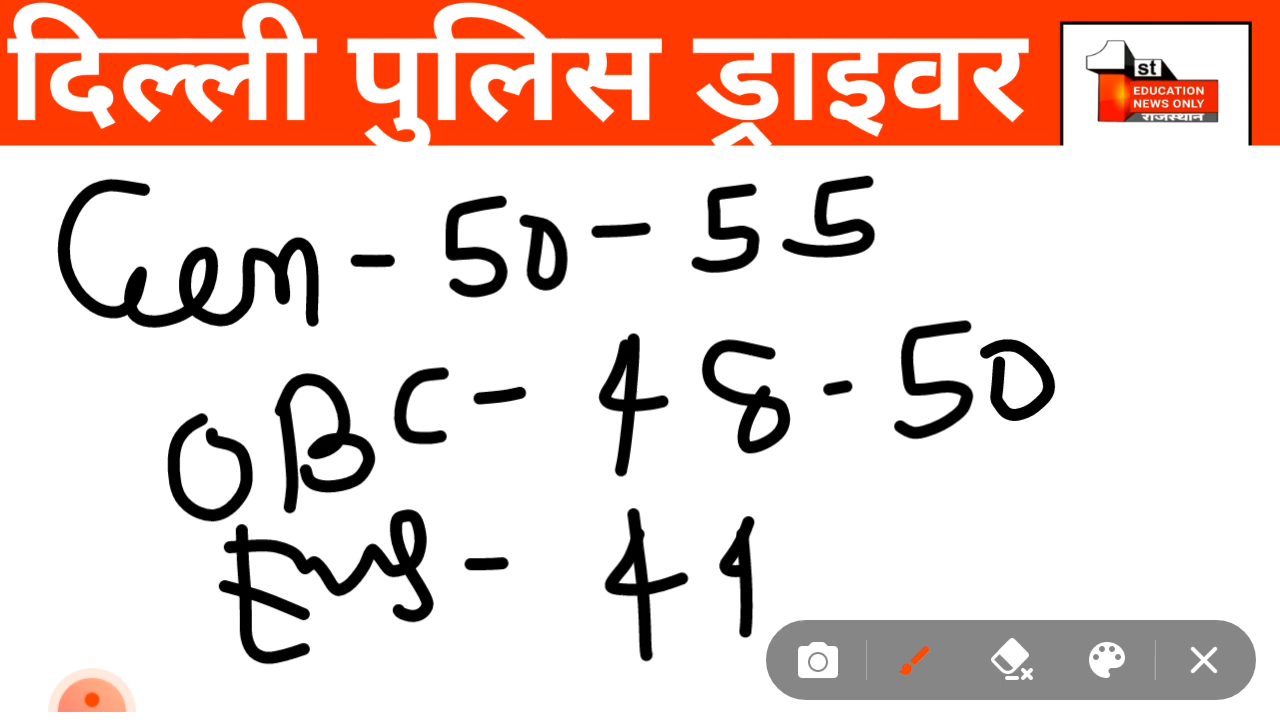 दिल्ली पुलिस ड्राइवर
1st
EDUCATION
NEWS ONLY
राजस्थान
Gen - 50 - 55
OBC - 48 - 50
EWS - 41